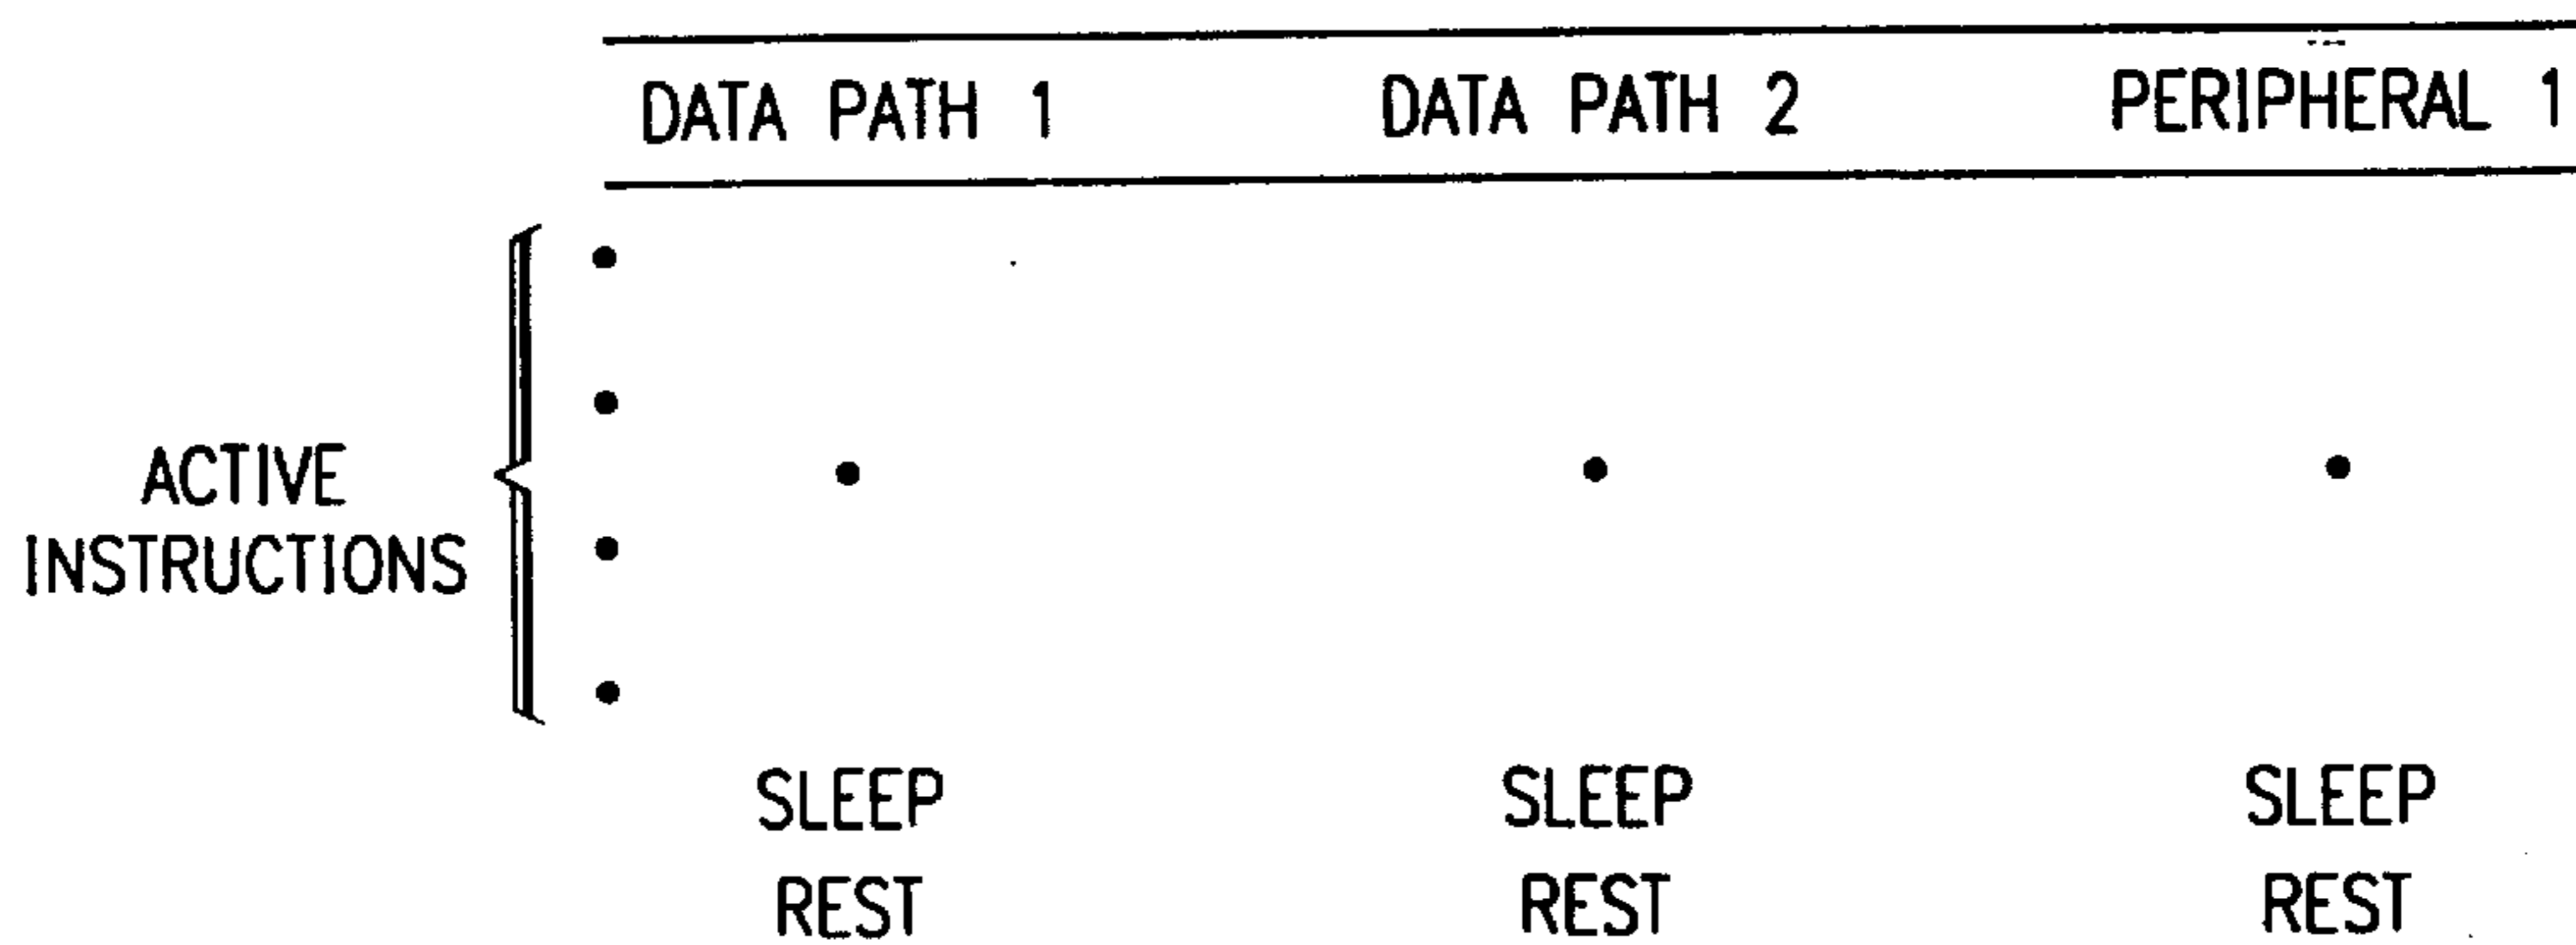 DATA PATH 1 DATA PATH 2 PERIPHERAL 1
ACTIVE
INSTRUCTIONS
SLEEP SLEEP SLEEP
REST REST REST